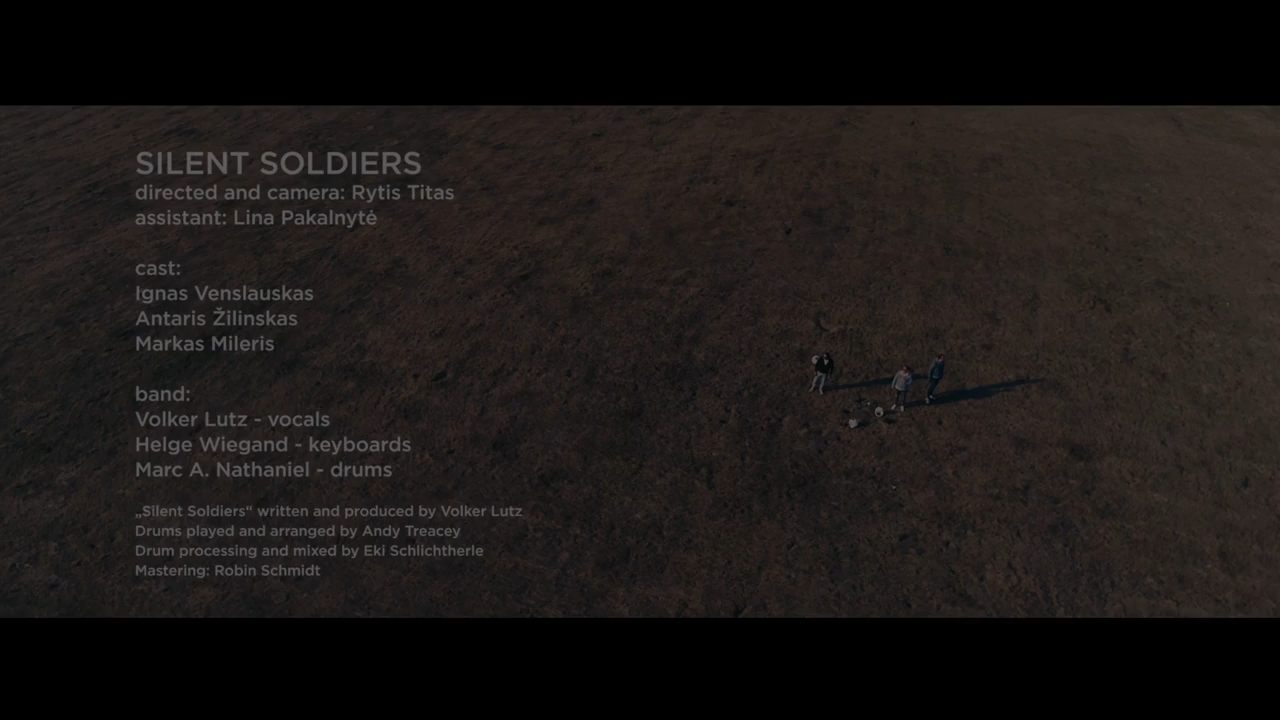 SILENT SOLDIERS
directed and camera: Rytis Titas
assistant: Lina Pakalnytė
cast:
Ignas Venslauskas
Antaris Žilinskas
Markas Mileris
band:
Volker Lutz - vocals
Helge Wiegand - keyboards
Marc A. Nathaniel - drums
„Silent Soldiers“ written and produced by Volker Lutz
Drums played and arranged by Andy Treacey
Drum processing and mixed by Eki Schlichtherle
Mastering: Robin Schmidt